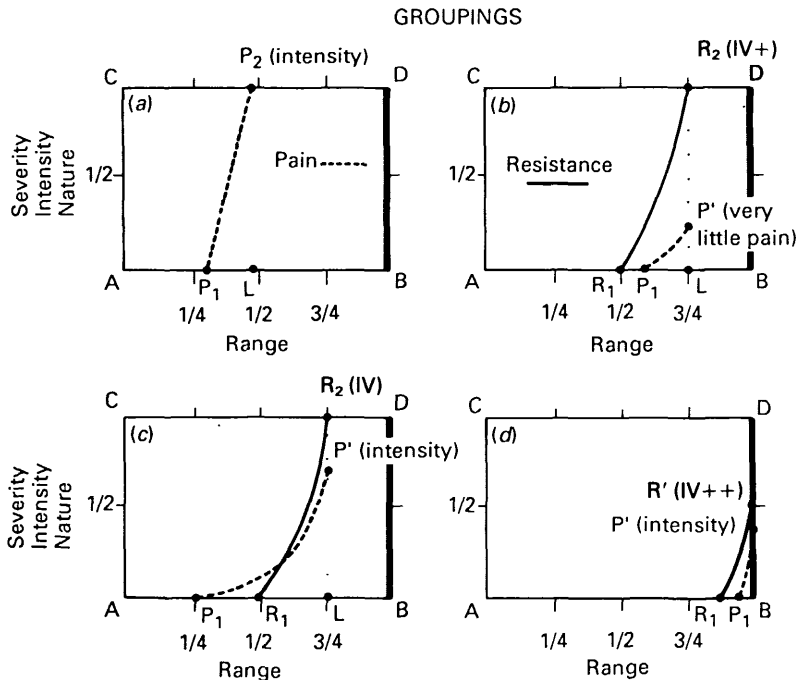 GROUPINGS
P2 (intensity)
C D
(a)
Pain
Severity
Intensity
Nature
1/2
A P1 L B
1/4 1/2 3/4
Range
R2 (IV+)
C D
(b)
Resistance
1/2
P' (very
little pain)
A R1 P1 L B
1/4 1/2 3/4
Range
R2 (IV)
C D
(c)
P' (intensity)
Severity
Intensity
Nature
1/2
A P1 R1 L B
1/4 1/2 3/4
Range
C D
(d)
R' (IV++)
1/2
P' (intensity)
A R1 P1 B
1/4 1/2 3/4
Range